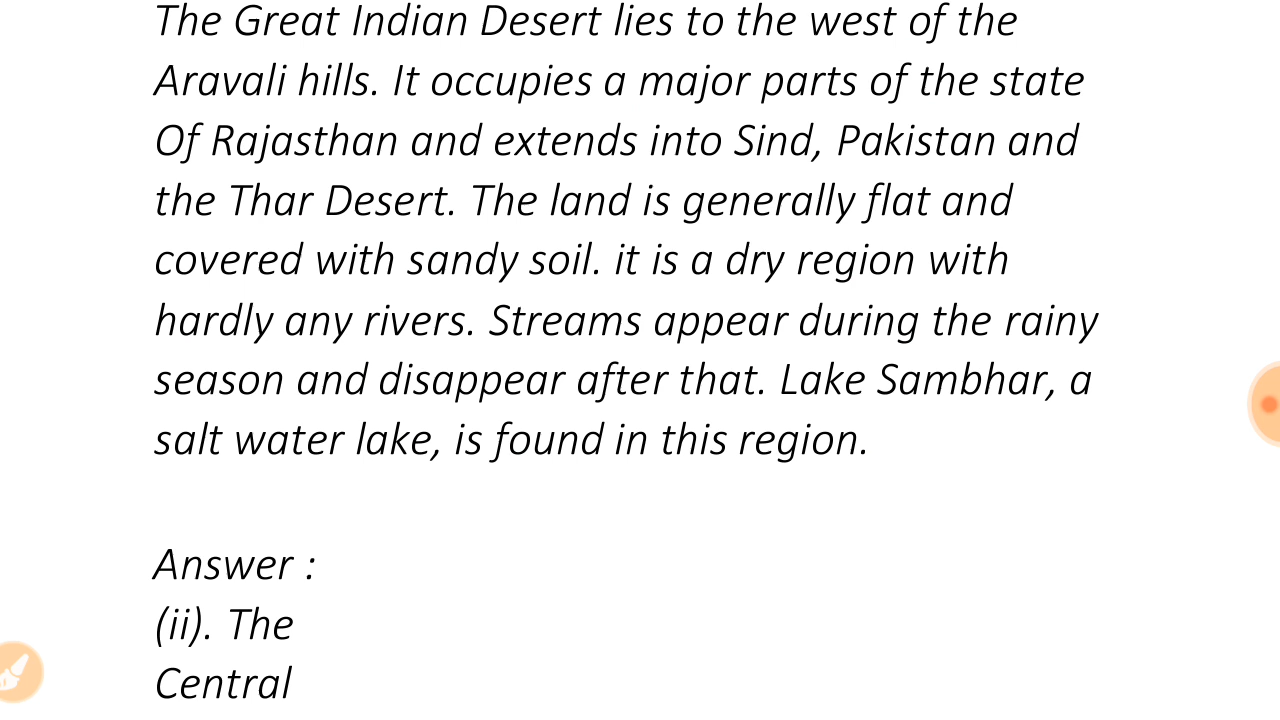 The Great Indian Desert lies to the west of the
Aravali hills. It occupies a major parts of the state
Of Rajasthan and extends into Sind, Pakistan and
the Thar Desert. The land is generally flat and
covered with sandy soil. it is a dry region with
hardly any rivers. Streams appear during the rainy
season and disappear after that. Lake Sambhar, a
salt water lake, is found in this region.
Answer :
(ii). The
Central